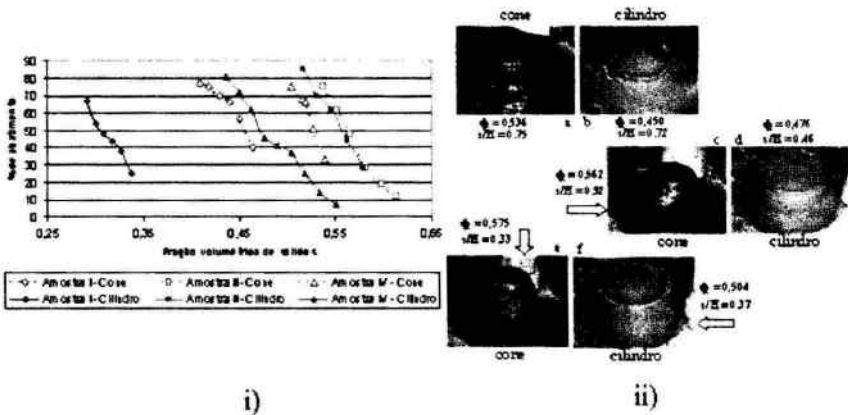 90
80
70
60
50
40
30
20
10
0
0,25
0,35
0,45
0,55
0,65
Fração volumétrica de sólidos
Amostra I-Cone
Amostra II-Cone
Amostra IV-Cone
Amostra I-Cilindro
Amostra II-Cilindro
Amostra IV-Cilindro
i)
cone
cilindro
a
b
ϕ = 0,536
s/H = 0.75
ϕ = 0,450
s/H = 0.72
ϕ = 0,476
s/H = 0.46
c
d
ϕ = 0,562
s/H = 0.52
cone
cilindro
ϕ = 0,575
s/H = 0.33
e
f
ϕ = 0,504
s/H = 0.37
cone
cilindro
ii)